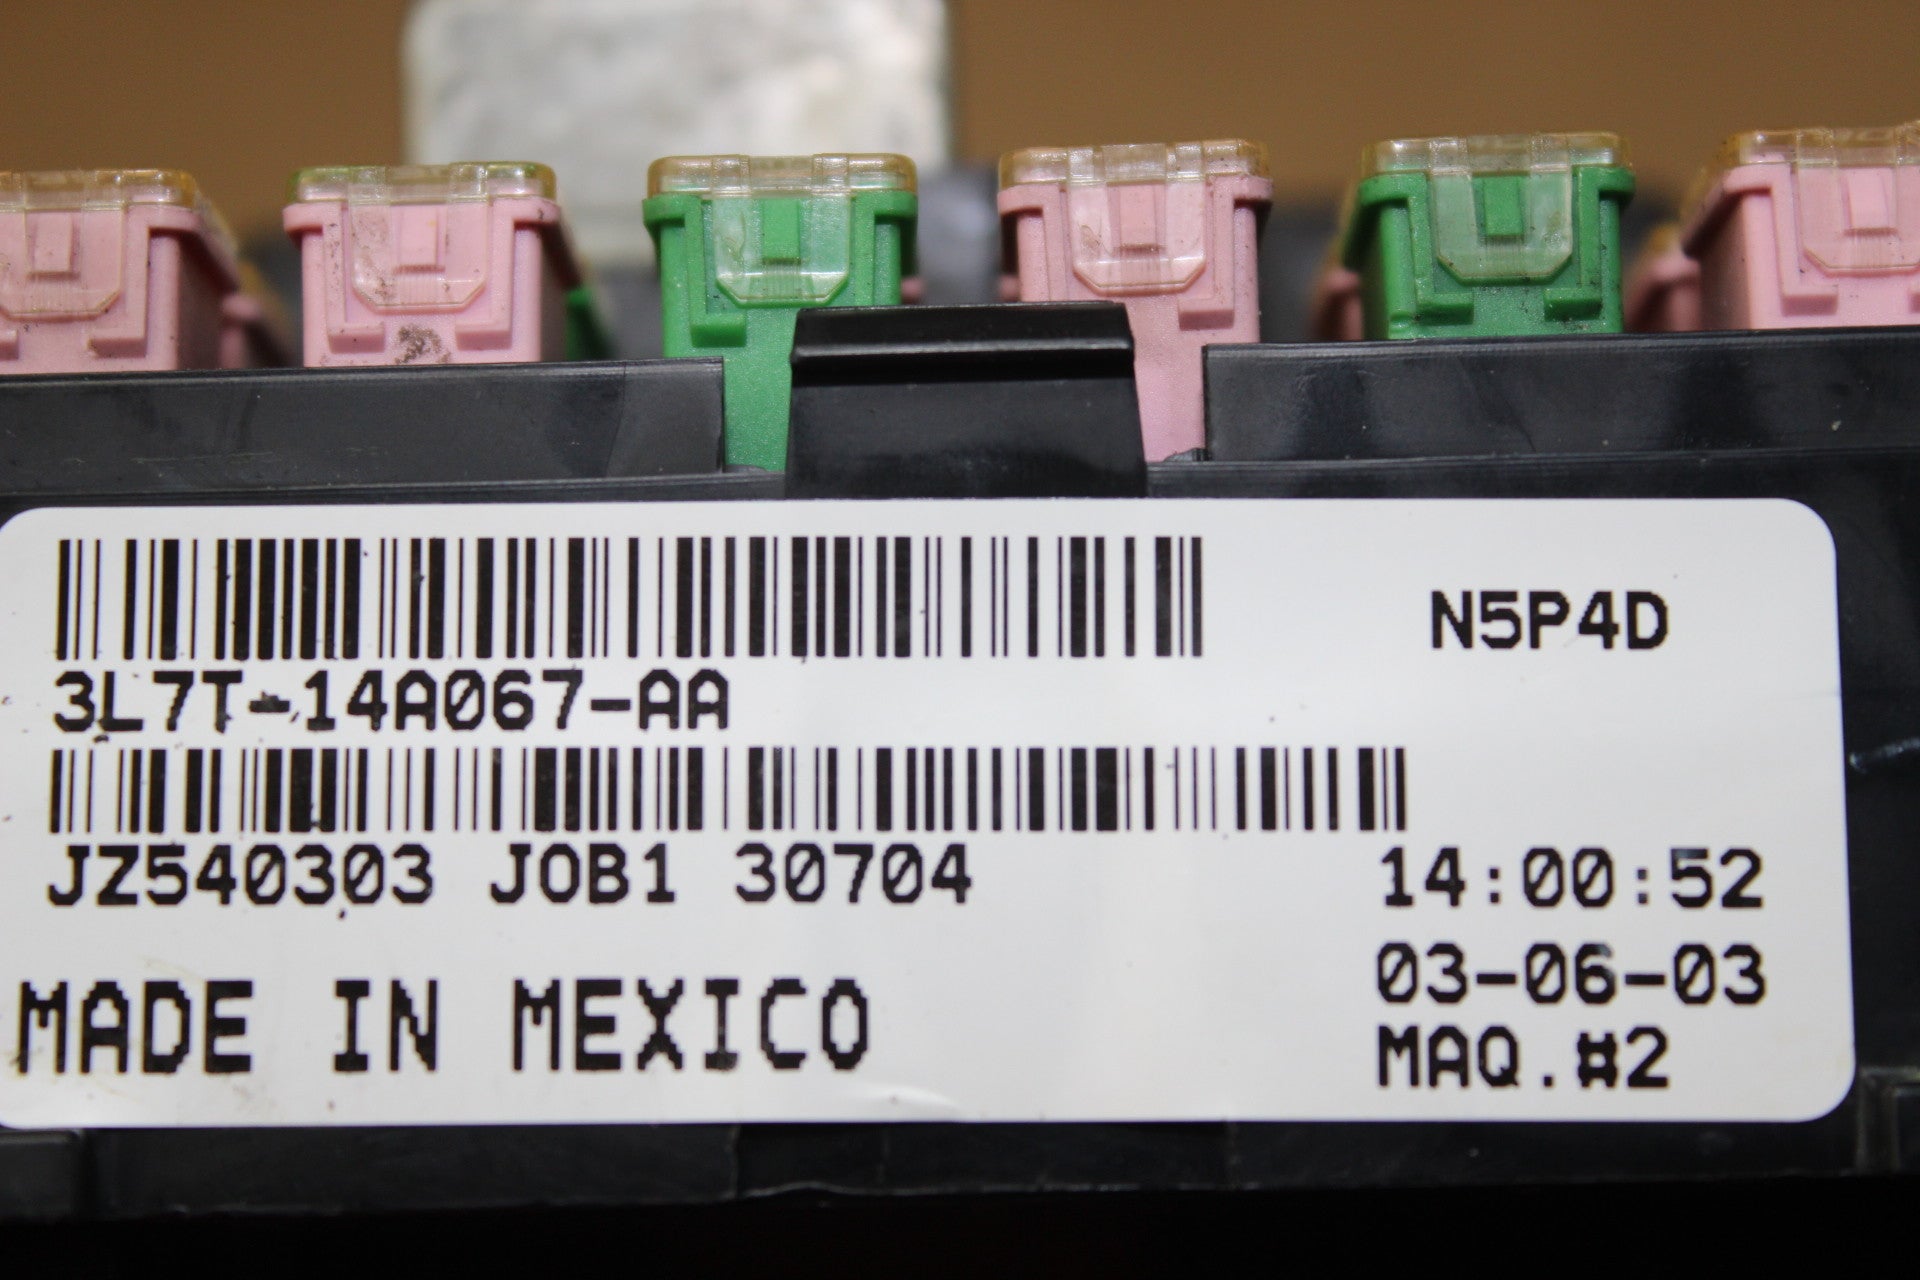 N5P4D
3L7T-14A067-AA
JZ540303 JOB1 30704
14:00:52
03-06-03
MADE IN MEXICO
MAQ.#2